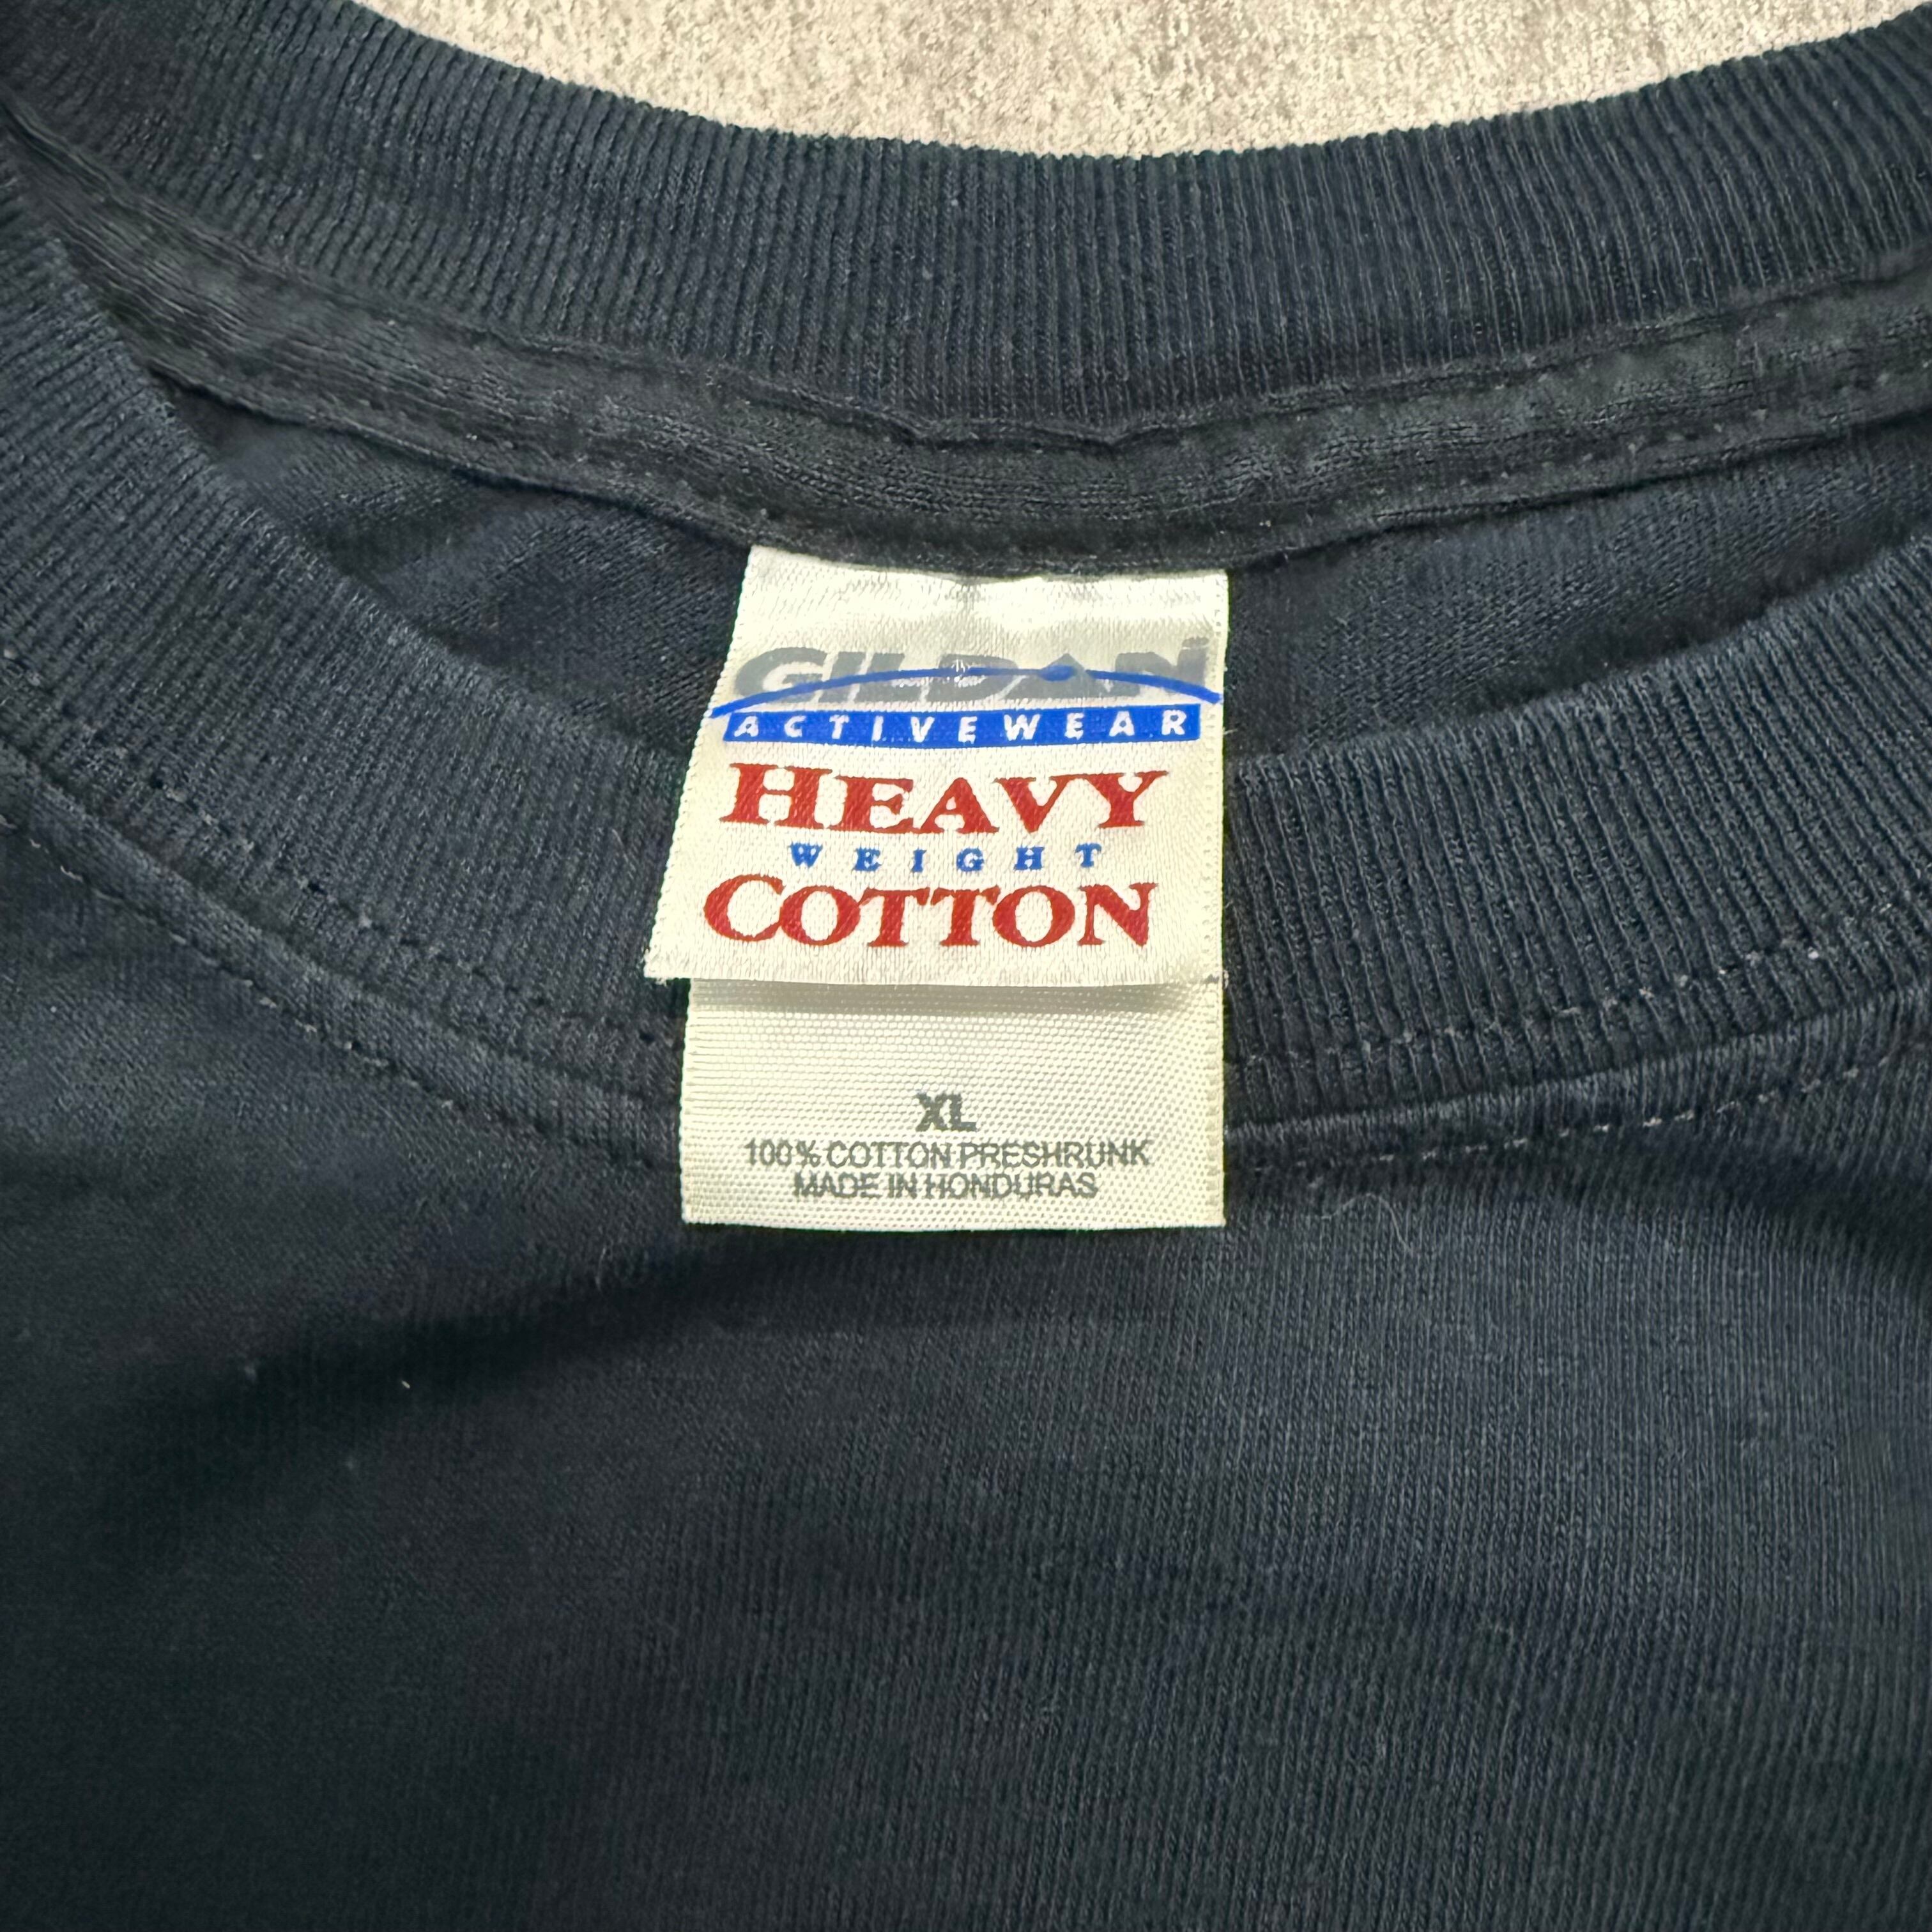 GILDAN
ACTIVEWEAR
HEAVY
WEIGHT
COTTON
XL
100% COTTON PRESHRUNK
MADE IN HONDURAS